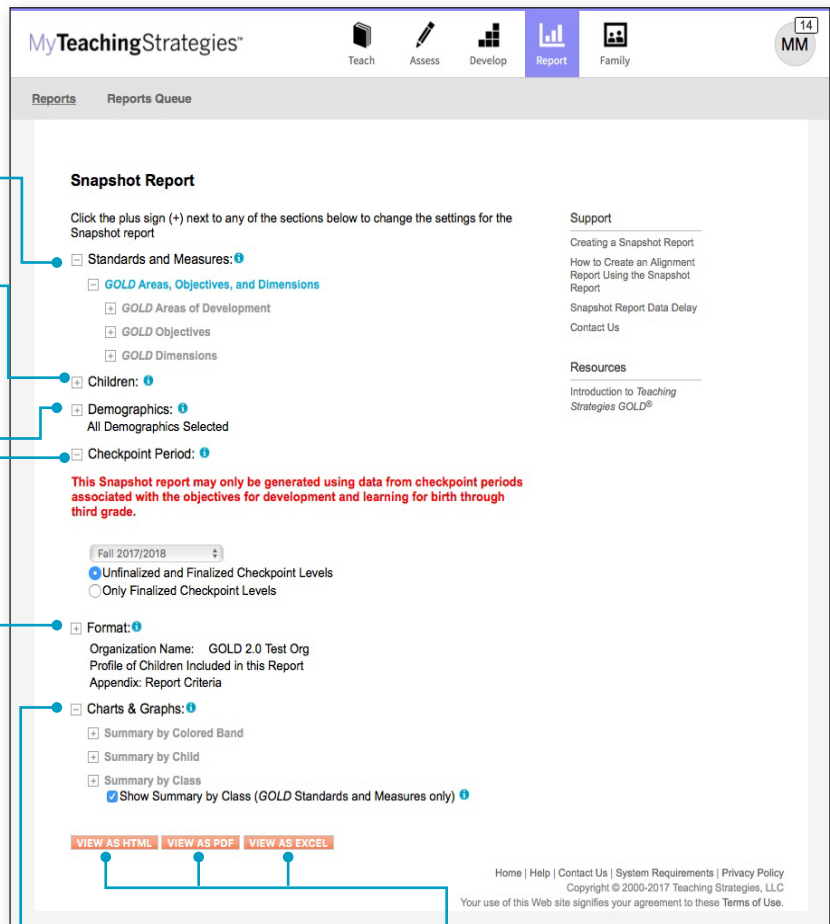 MyTeachingStrategies™
Teach
Assess
Develop
Report
Family
14
MM
Reports
Reports Queue
Snapshot Report
Click the plus sign (+) next to any of the sections below to change the settings for the
Snapshot report
Standards and Measures:
GOLD Areas, Objectives, and Dimensions
GOLD Areas of Development
GOLD Objectives
GOLD Dimensions
Children:
Demographics:
All Demographics Selected
Checkpoint Period:
This Snapshot report may only be generated using data from checkpoint periods
associated with the objectives for development and learning for birth through
third grade.
Fall 2017/2018
Unfinalized and Finalized Checkpoint Levels
Only Finalized Checkpoint Levels
Format:
Organization Name: GOLD 2.0 Test Org
Profile of Children Included in this Report
Appendix: Report Criteria
Charts & Graphs:
Summary by Colored Band
Summary by Child
Summary by Class
Show Summary by Class (GOLD Standards and Measures only)
VIEW AS HTML VIEW AS PDF VIEW AS EXCEL
Support
Creating a Snapshot Report
How to Create an Alignment
Report Using the Snapshot
Report
Snapshot Report Data Delay
Contact Us
Resources
Introduction to Teaching
Strategies GOLD®
Home | Help | Contact Us | System Requirements | Privacy Policy
Copyright © 2000-2017 Teaching Strategies, LLC
Your use of this Web site signifies your agreement to these Terms of Use.